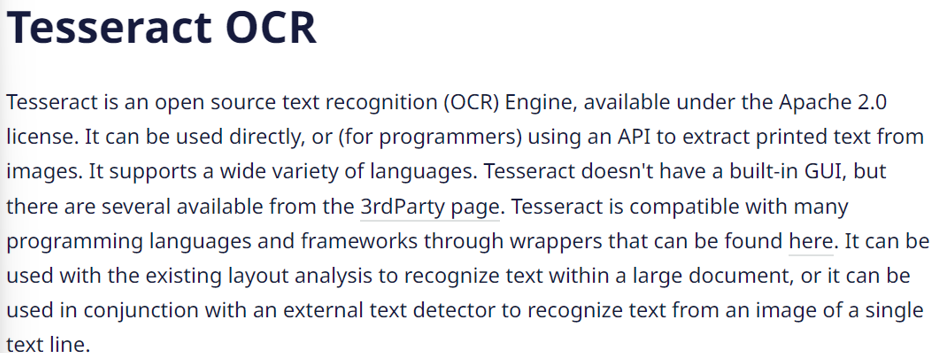 Tesseract OCR
Tesseract is an open source text recognition (OCR) Engine, available under the Apache 2.0
license. It can be used directly, or (for programmers) using an API to extract printed text from
images. It supports a wide variety of languages. Tesseract doesn't have a built-in GUI, but
there are several available from the 3rdParty page. Tesseract is compatible with many
programming languages and frameworks through wrappers that can be found here. It can be
used with the existing layout analysis to recognize text within a large document, or it can be
used in conjunction with an external text detector to recognize text from an image of a single
text line.